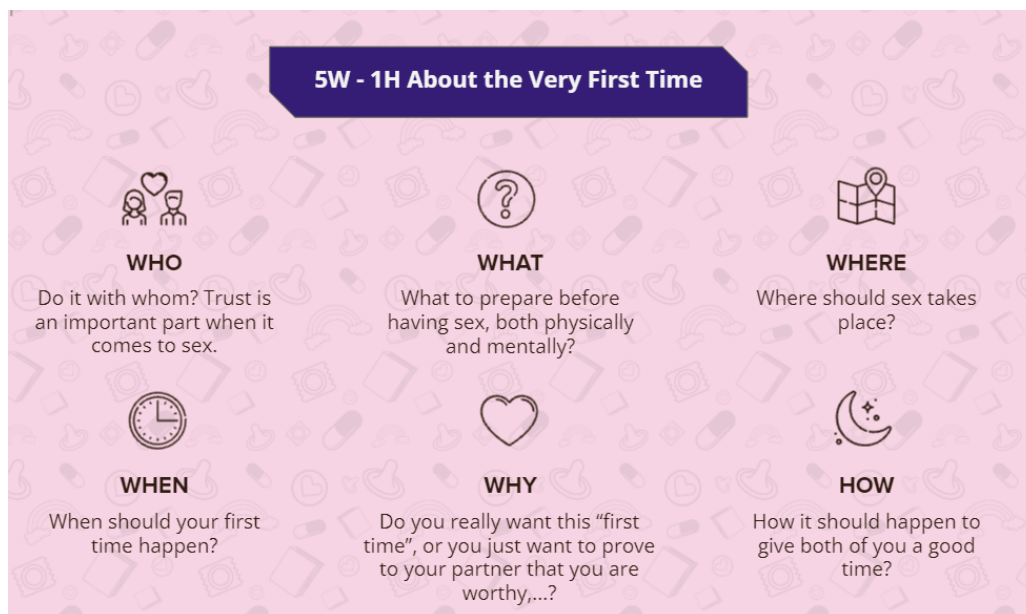 5W - 1H About the Very First Time
WHO
Do it with whom? Trust is
an important part when it
comes to sex.
WHAT
What to prepare before
having sex, both physically
and mentally?
WHERE
Where should sex takes
place?
WHEN
When should your first
time happen?
WHY
Do you really want this “first
time”, or you just want to prove
to your partner that you are
worthy,...?
HOW
How it should happen to
give both of you a good
time?